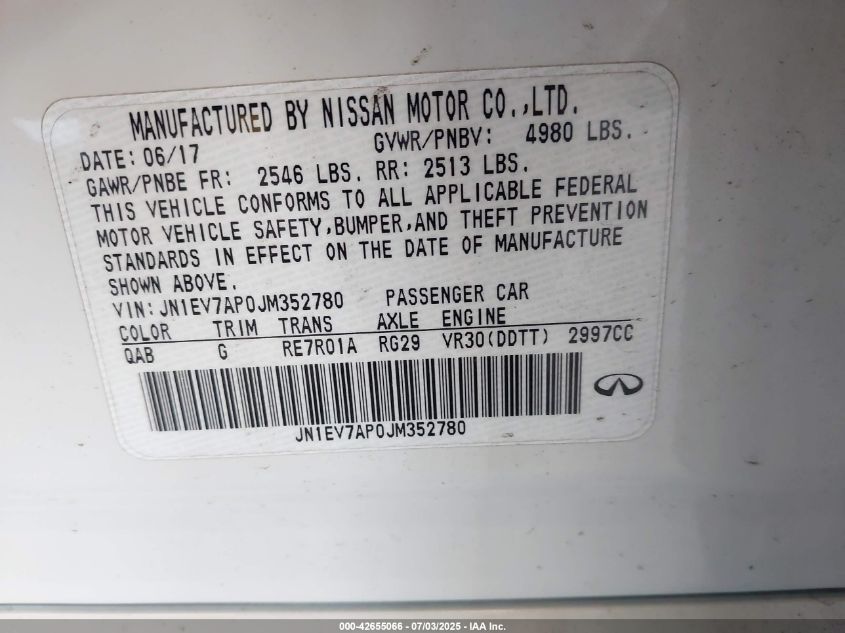 MANUFACTURED BY NISSAN MOTOR CO.,LTD.
DATE: 06/17 GVWR/PNBV: 4980 LBS.
GAWR/PNBE FR: 2546 LBS. RR: 2513 LBS.
THIS VEHICLE CONFORMS TO ALL APPLICABLE FEDERAL
MOTOR VEHICLE SAFETY,BUMPER,AND THEFT PREVENTION
STANDARDS IN EFFECT ON THE DATE OF MANUFACTURE
SHOWN ABOVE.
VIN: JN1EV7AP0JM352780 PASSENGER CAR
COLOR TRIM TRANS AXLE ENGINE
QAB G RE7R01A RG29 VR30(DDTT) 2997CC
JN1EV7AP0JM352780
000-42655066 - 07/03/2025 - IAA Inc.